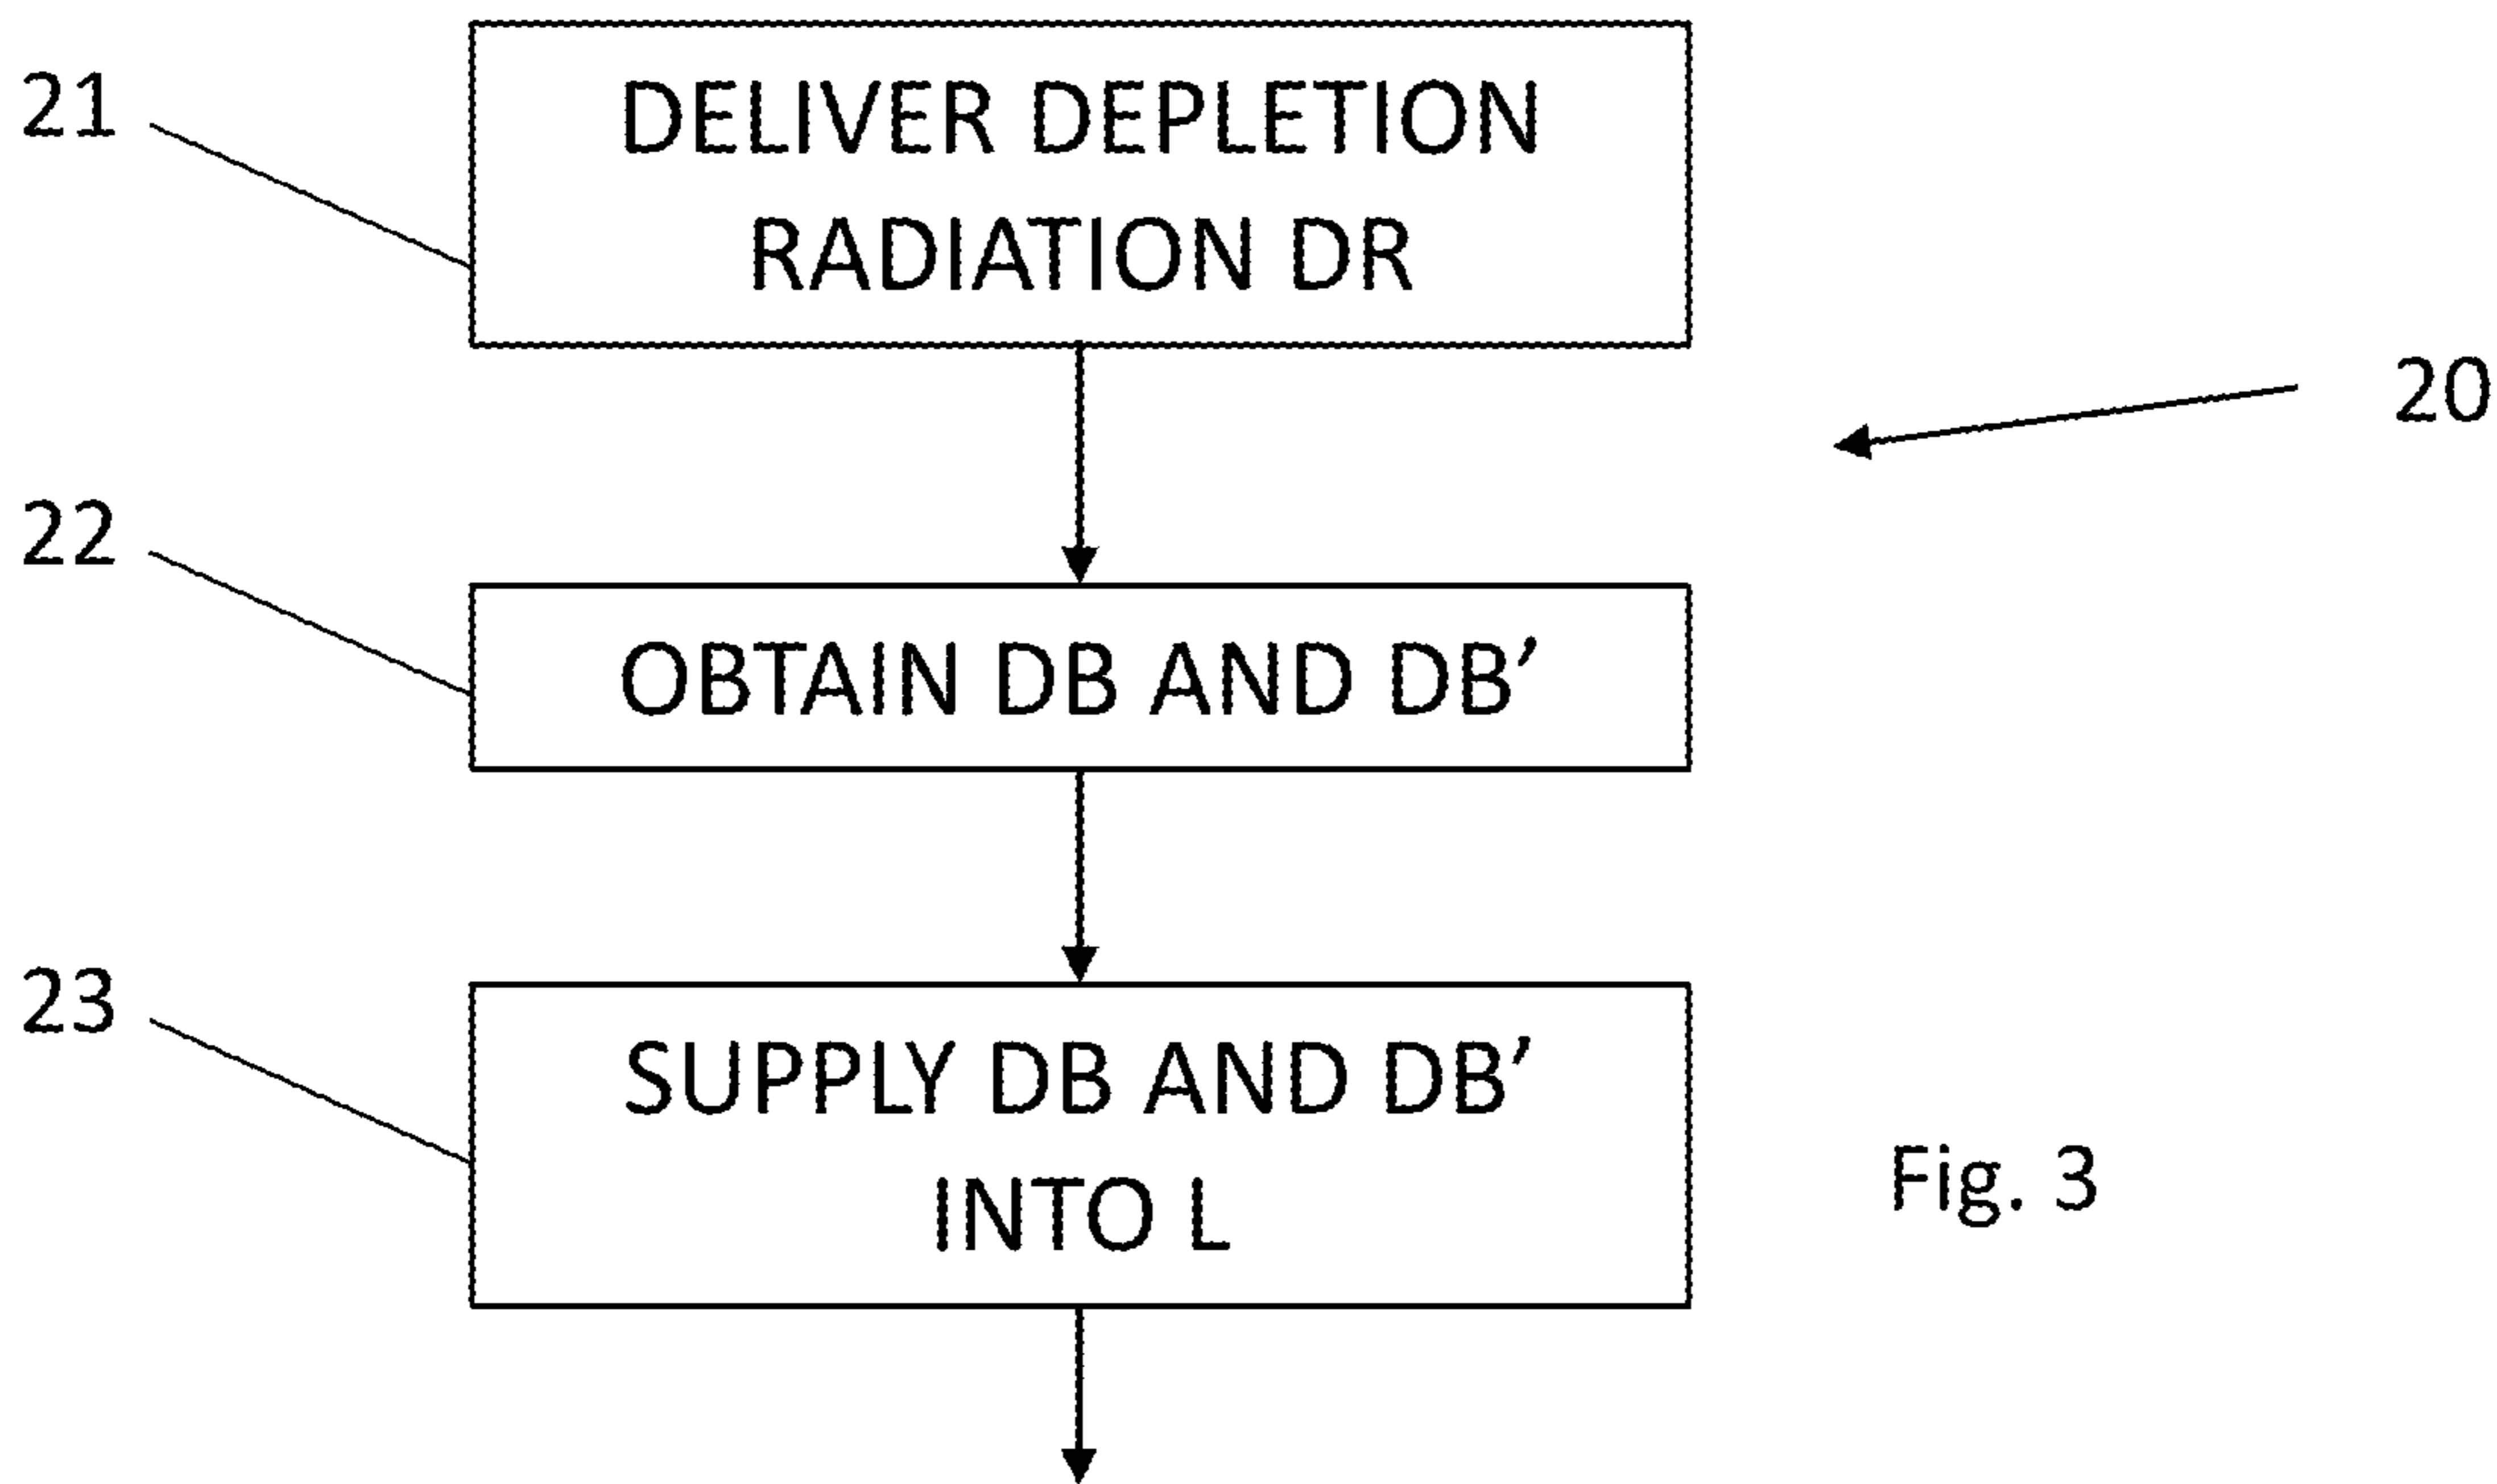 21
DELIVER DEPLETION
RADIATION DR
20
22
OBTAIN DB AND DB’
23
SUPPLY DB AND DB’
INTO L
Fig. 3